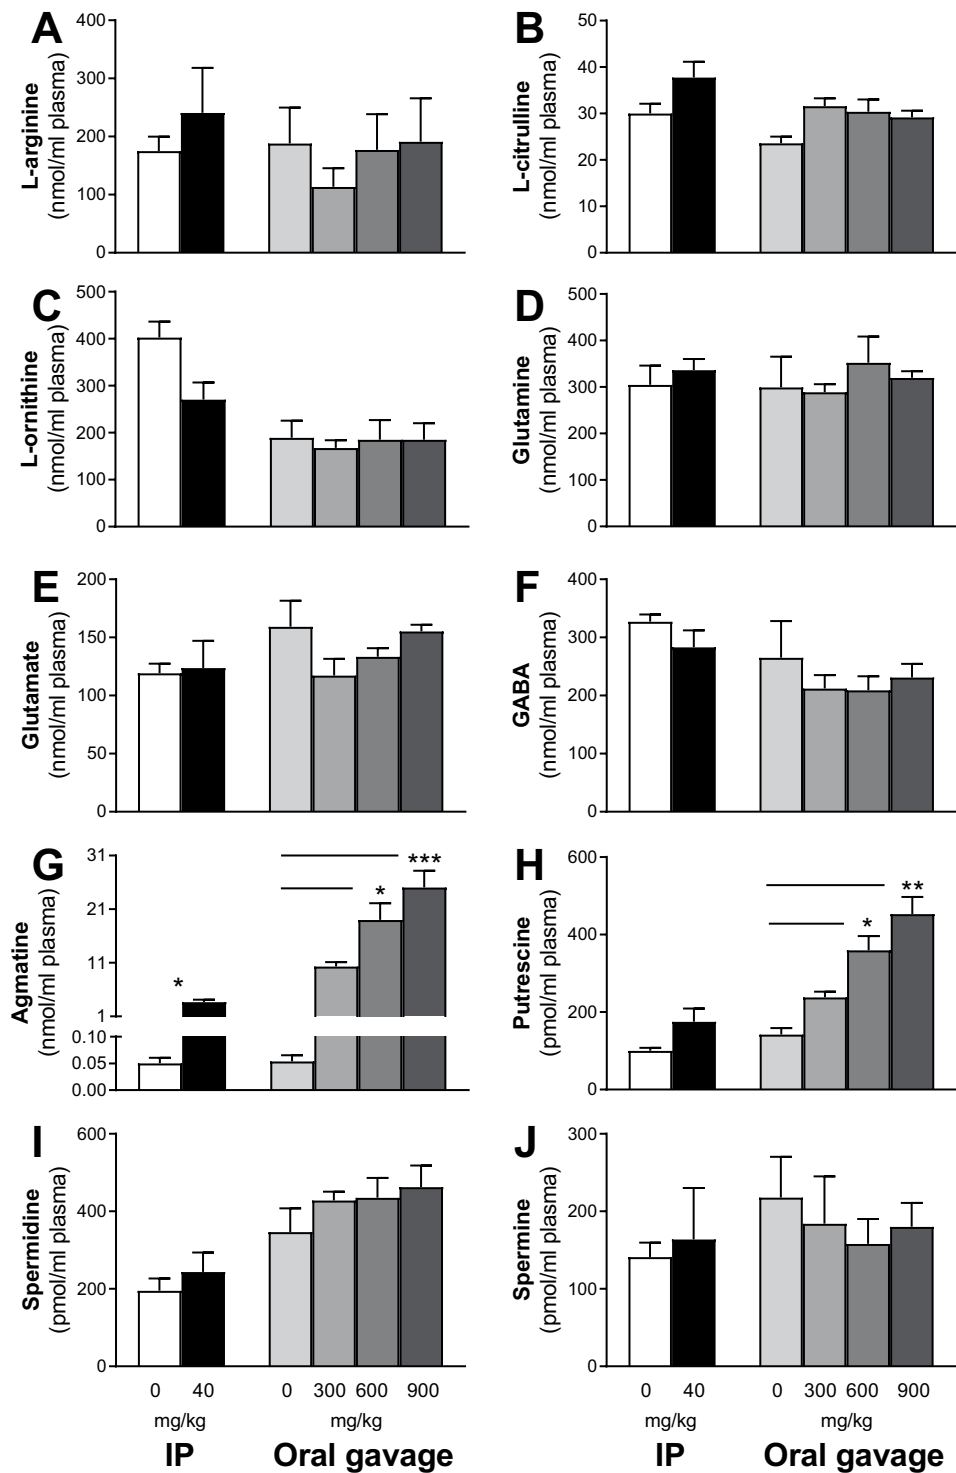 A
L-arginine
(nmol/ml plasma)
400
300
200
100
0
B
L-citrulline
(nmol/ml plasma)
50
40
30
20
10
0
C
L-ornithine
(nmol/ml plasma)
500
400
300
200
100
0
D
Glutamine
(nmol/ml plasma)
500
400
300
200
100
0
E
Glutamate
(nmol/ml plasma)
200
150
100
50
0
F
GABA
(nmol/ml plasma)
400
300
200
100
0
G
Agmatine
(nmol/ml plasma)
31
21
11
1
0.10
0.05
0.00
*
*
***
H
Putrescine
(pmol/ml plasma)
600
400
200
0
*
**
I
Spermidine
(pmol/ml plasma)
600
400
200
0
0 40 0 300 600 900
mg/kg mg/kg
IP Oral gavage
J
Spermine
(pmol/ml plasma)
300
200
100
0
0 40 0 300 600 900
mg/kg mg/kg
IP Oral gavage